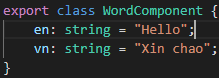 export class WordComponent {
    en: string = "Hello";
    vn: string = "Xin chao";
}